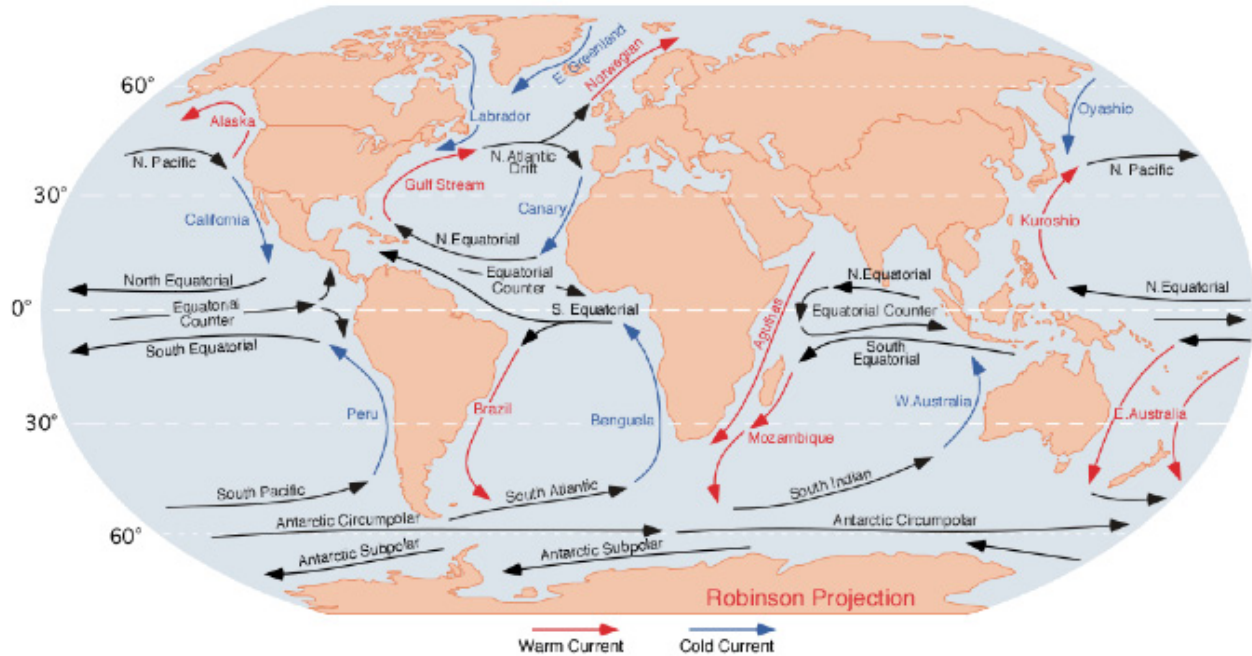 E. Greenland
Norwegian
60°
Alaska
Labrador
Oyashio
N. Pacific
N. Atlantic
Drift
N. Pacific
30°
Gulf Stream
California
Canary
Kuroshio
N.Equatorial
North Equatorial
Equatorial
Counter
N.Equatorial
N.Equatorial
0°
Equatorial
Counter
S. Equatorial
Agulhas
Equatorial Counter
South Equatorial
South
Equatorial
Peru
Brazil
Benguela
W.Australia
E.Australia
30°
Mozambique
South Pacific
South Atlantic
South Indian
Antarctic Circumpolar
Antarctic Circumpolar
60°
Antarctic Subpolar
Antarctic Subpolar
Robinson Projection
Warm Current
Cold Current